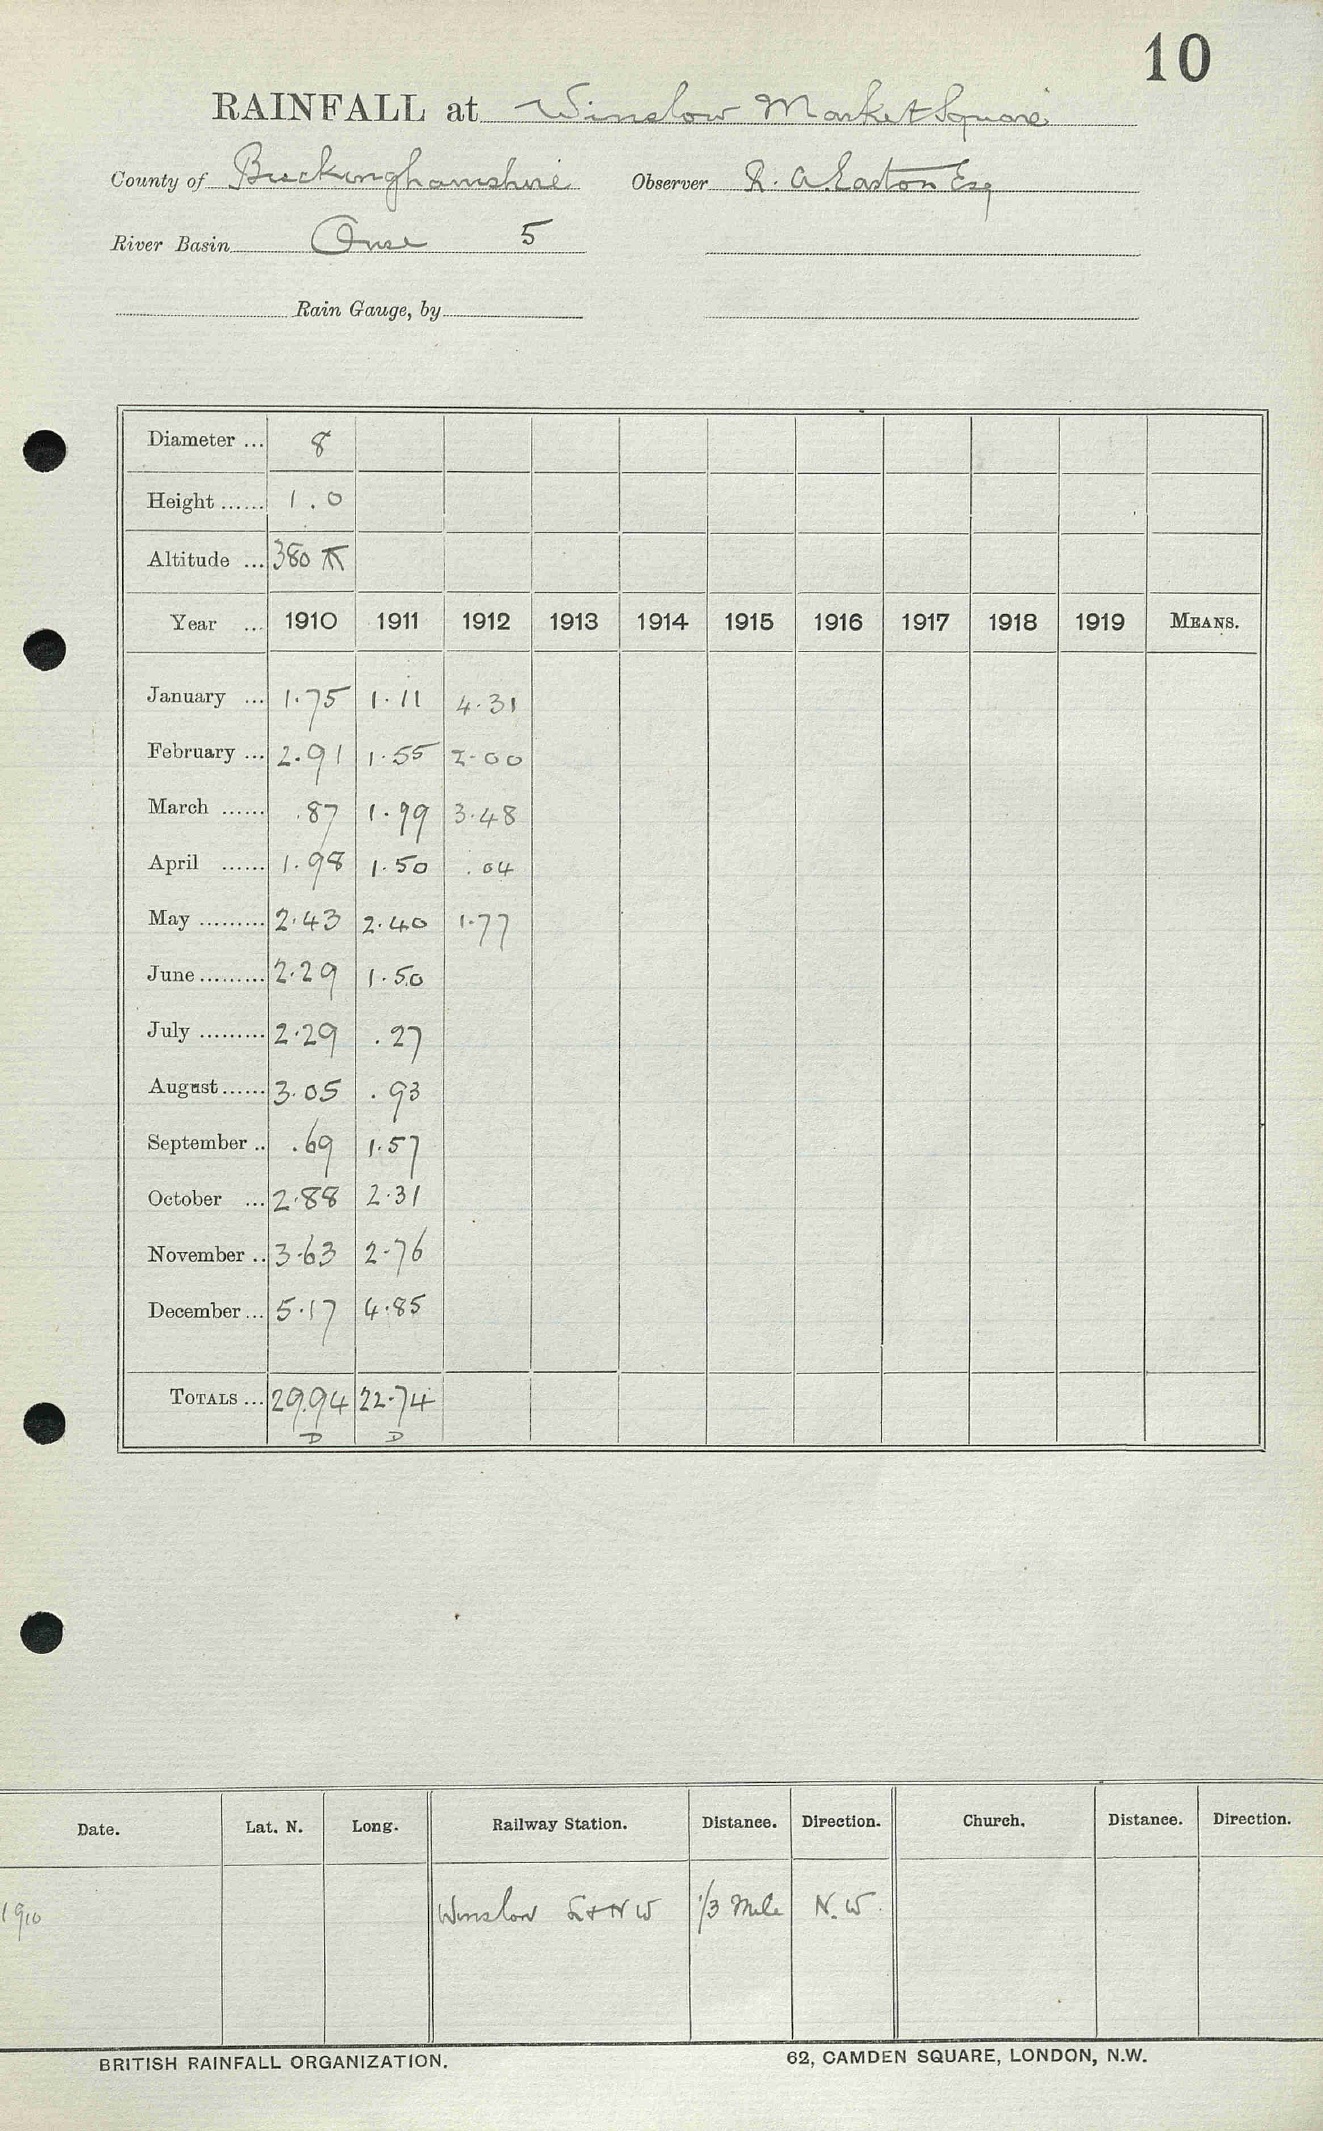 10
RAINFALL at Winslow Market Square
County of Buckinghamshire Observer R. A. Easton Esq
River Basin Ouse 5
Rain Gauge, by
Diameter ... 8
Height ...... 1.0
Altitude ... 380
Year ... 1910 1911 1912 1913 1914 1915 1916 1917 1918 1919 MEANS.
January ... 1.75 1.11 4.31
February ... 2.91 1.55 2.00
March ...... .87 1.99 3.48
April ...... 1.98 1.50 .04
May ......... 2.43 2.40 1.77
June ......... 2.29 1.50
July ......... 2.29 .27
August ...... 3.05 .93
September .. .69 1.57
October ... 2.88 2.31
November .. 3.63 2.76
December ... 5.17 4.85
TOTALS ... 29.94 22.74
D D
Date. Lat. N. Long. Railway Station. Distance. Direction. Church. Distance. Direction.
1910 Winslow L & N W 1/3 Mile N.W.
BRITISH RAINFALL ORGANIZATION. 62, CAMDEN SQUARE, LONDON, N.W.